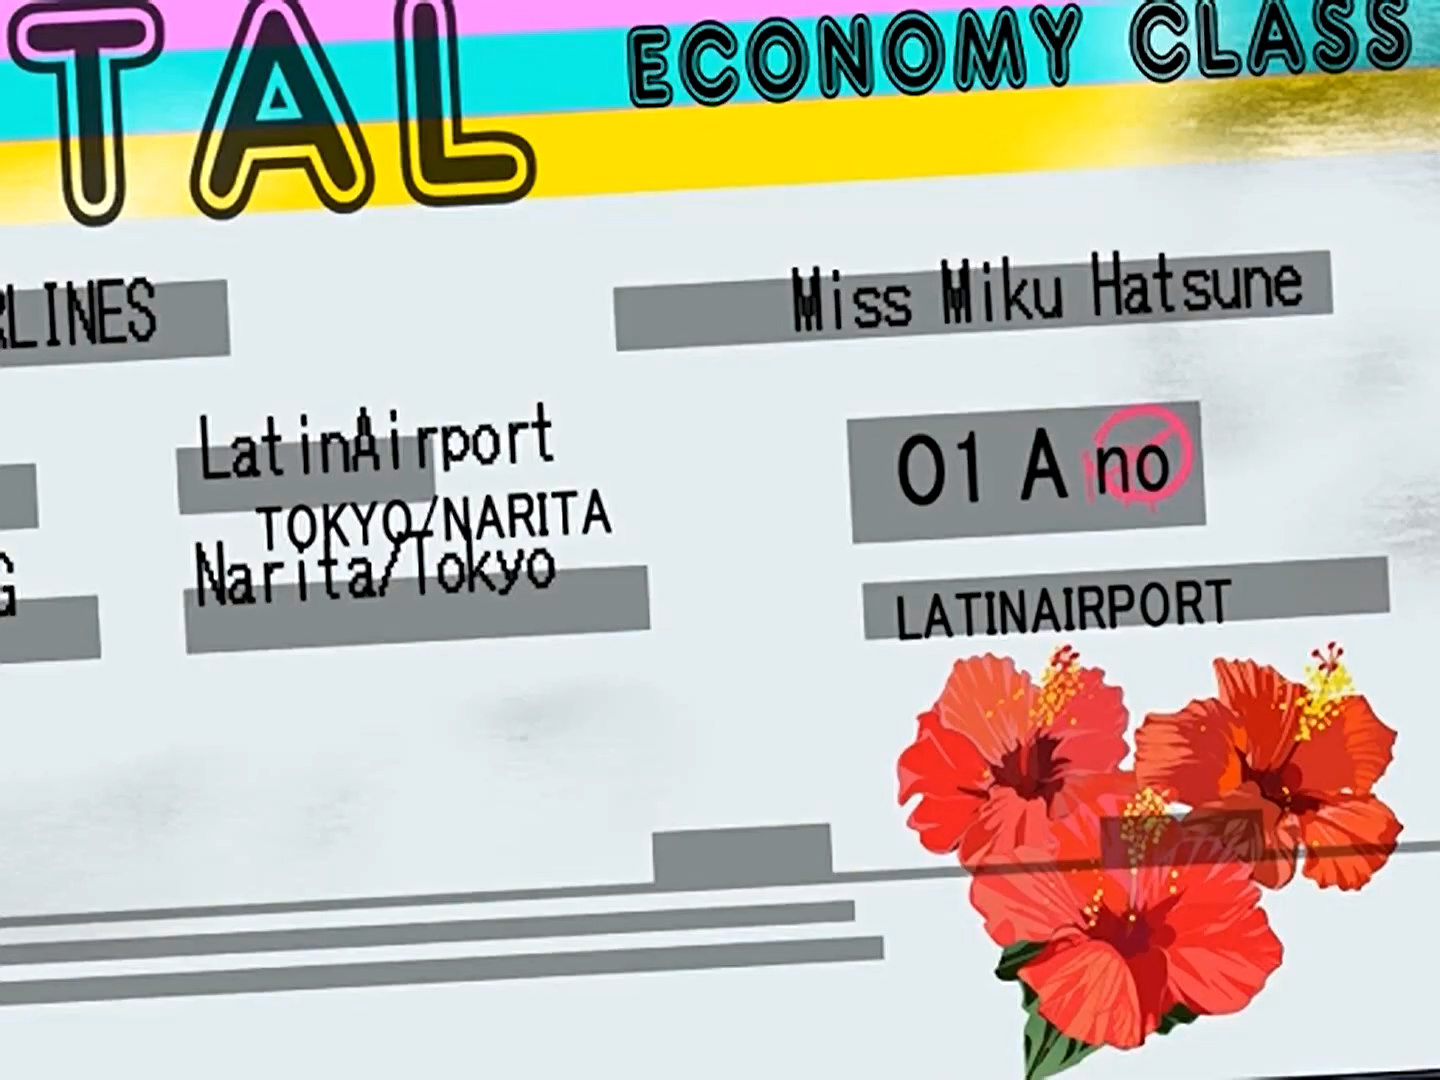 TAL ECONOMY CLASS
RLINES
Miss Miku Hatsune
LatinAirport
01 A no
TOKYO/NARITA
G
Narita/Tokyo
LATINAIRPORT